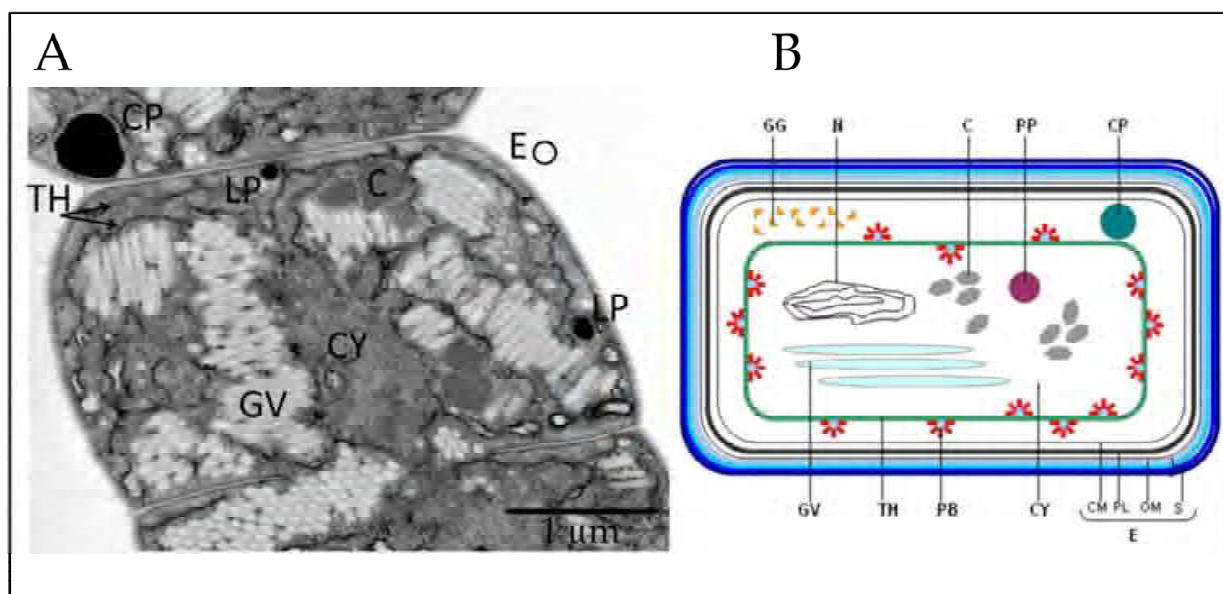 A
B
CP
E
TH
LP
C
LP
CY
GV
1 µm
GG N C PP CP
GV TH PB CY
CM PL OM S
E